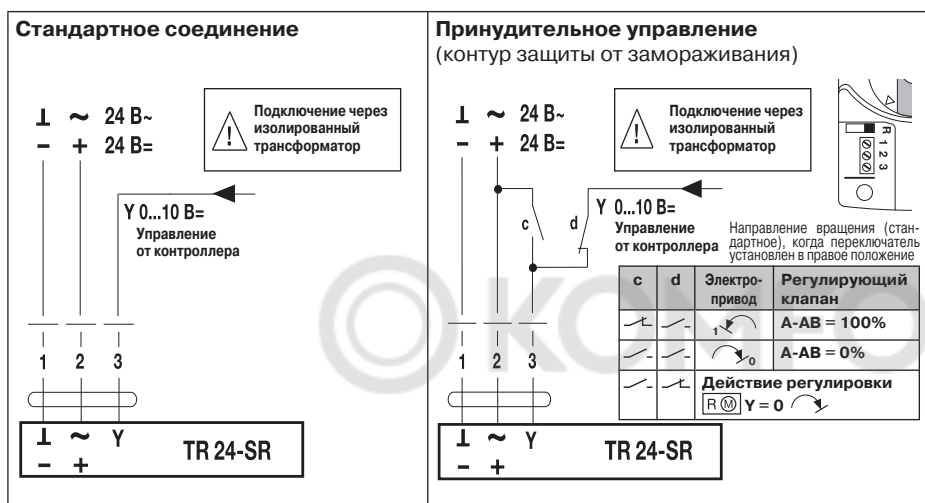 Стандартное соединение
⊥ ~ 24 В~
– + 24 В=
Подключение через
изолированный
трансформатор
Y 0...10 В=
Управление
от контроллера
1 2 3
⊥ ~ Y
– +
TR 24-SR
Принудительное управление
(контур защиты от замораживания)
⊥ ~ 24 В~
– + 24 В=
Подключение через
изолированный
трансформатор
R 1 2 3
c d
Y 0...10 В=
Управление
от контроллера
Направление вращения (стан-
дартное), когда переключатель
установлен в правое положение
c d Электро-
привод
Регулирующий
клапан
1
A-AB = 100%
0
A-AB = 0%
Действие регулировки
R M Y = 0
1 2 3
⊥ ~ Y
– +
TR 24-SR
KOMFO